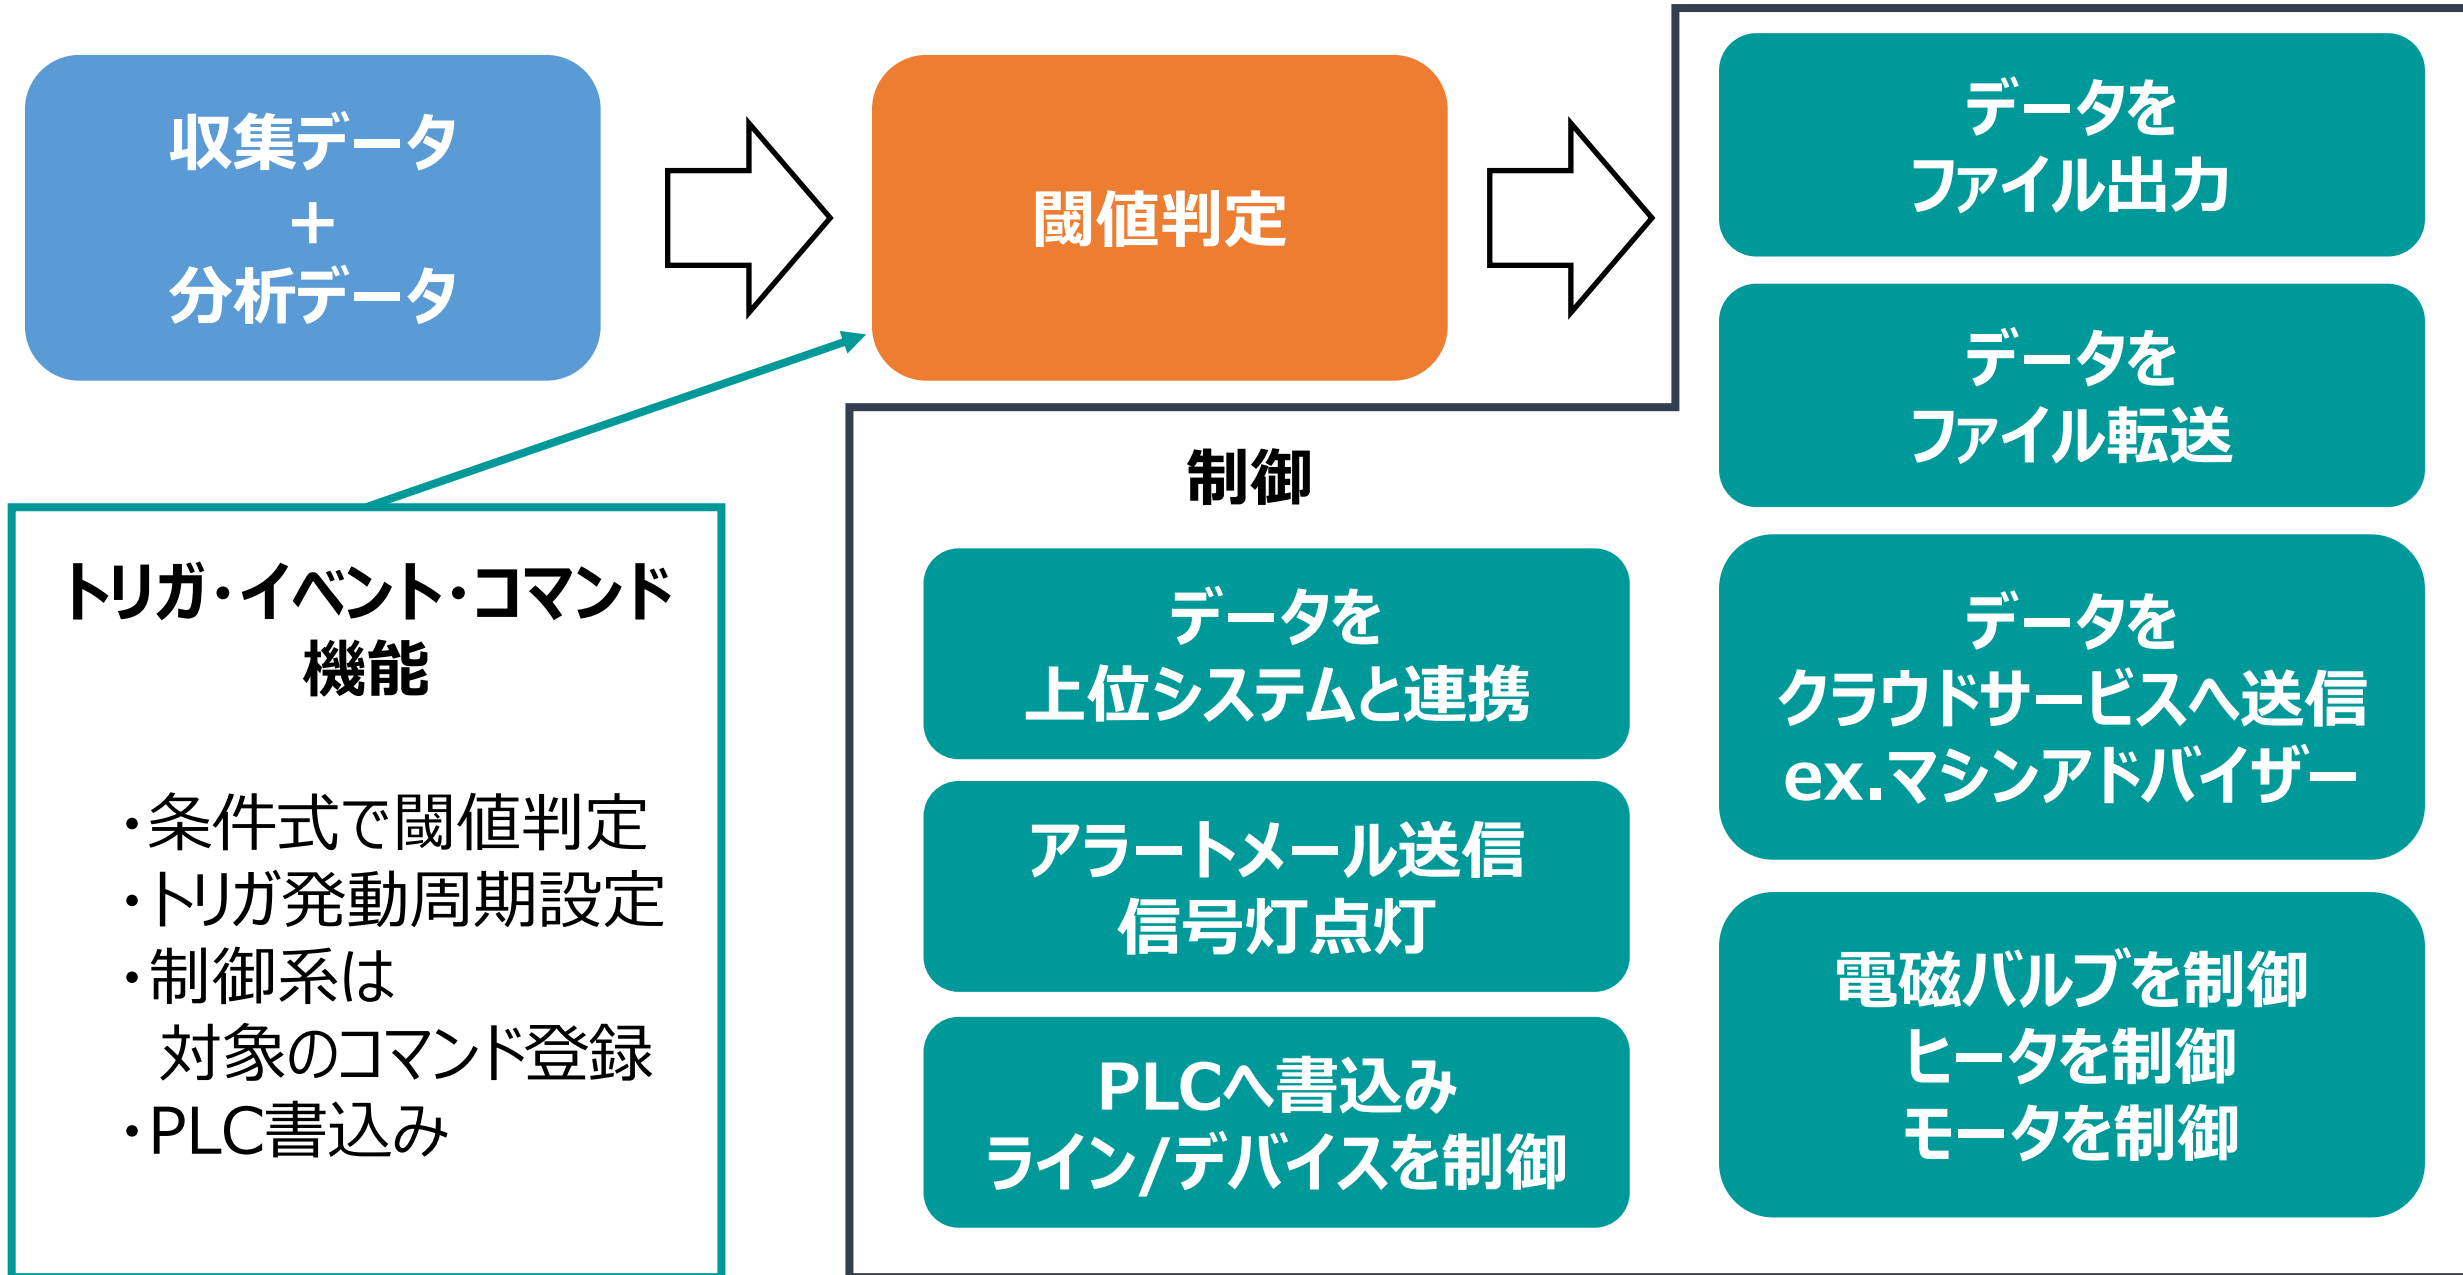 収集データ
+
分析データ
閾値判定
トリガ・イベント・コマンド
機能
・条件式で閾値判定
・トリガ発動周期設定
・制御系は
対象のコマンド登録
・PLC書込み
制御
データを
上位システムと連携
アラートメール送信
信号灯点灯
PLCへ書込み
ライン/デバイスを制御
データを
ファイル出力
データを
ファイル転送
データを
クラウドサービスへ送信
ex.マシンアドバイザー
電磁バルブを制御
ヒータを制御
モータを制御